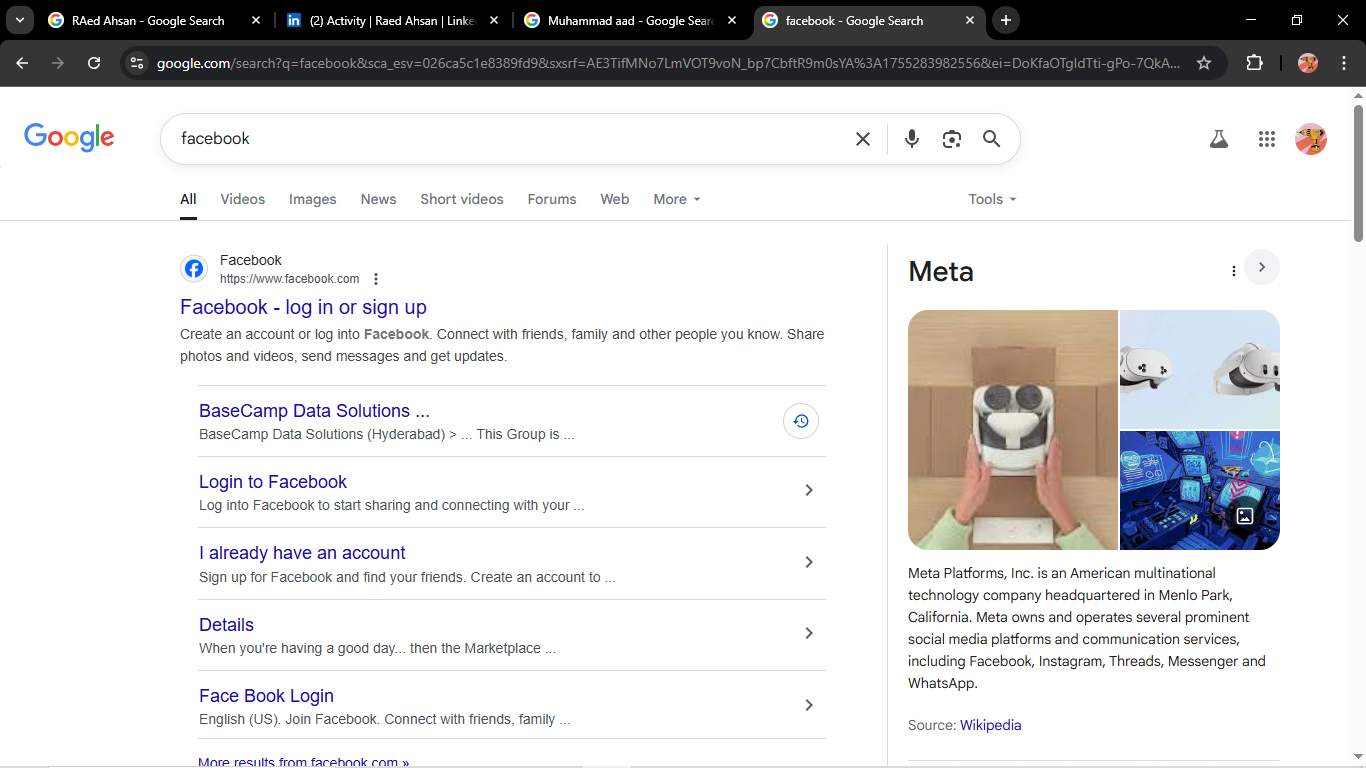 RAed Ahsan - Google Search
(2) Activity | Raed Ahsan | Linke
Muhammad aad - Google Sear
facebook - Google Search
google.com/search?q=facebook&sca_esv=026ca5c1e8389fd9&sxsrf=AE3TifMNo7LmVOT9voN_bp7CbftR9m0sYA%3A1755283982556&ei=DoKfaOTgIdTti-gPo-7QkA...
Google
facebook
All
Videos
Images
News
Short videos
Forums
Web
More
Tools
Facebook
https://www.facebook.com
Facebook - log in or sign up
Create an account or log into Facebook. Connect with friends, family and other people you know. Share
photos and videos, send messages and get updates.
BaseCamp Data Solutions ...
BaseCamp Data Solutions (Hyderabad) > ... This Group is ...
Login to Facebook
Log into Facebook to start sharing and connecting with your ...
I already have an account
Sign up for Facebook and find your friends. Create an account to ...
Details
When you're having a good day... then the Marketplace ...
Face Book Login
English (US). Join Facebook. Connect with friends, family ...
More results from facebook.com »
Meta
Meta Platforms, Inc. is an American multinational
technology company headquartered in Menlo Park,
California. Meta owns and operates several prominent
social media platforms and communication services,
including Facebook, Instagram, Threads, Messenger and
WhatsApp.
Source: Wikipedia